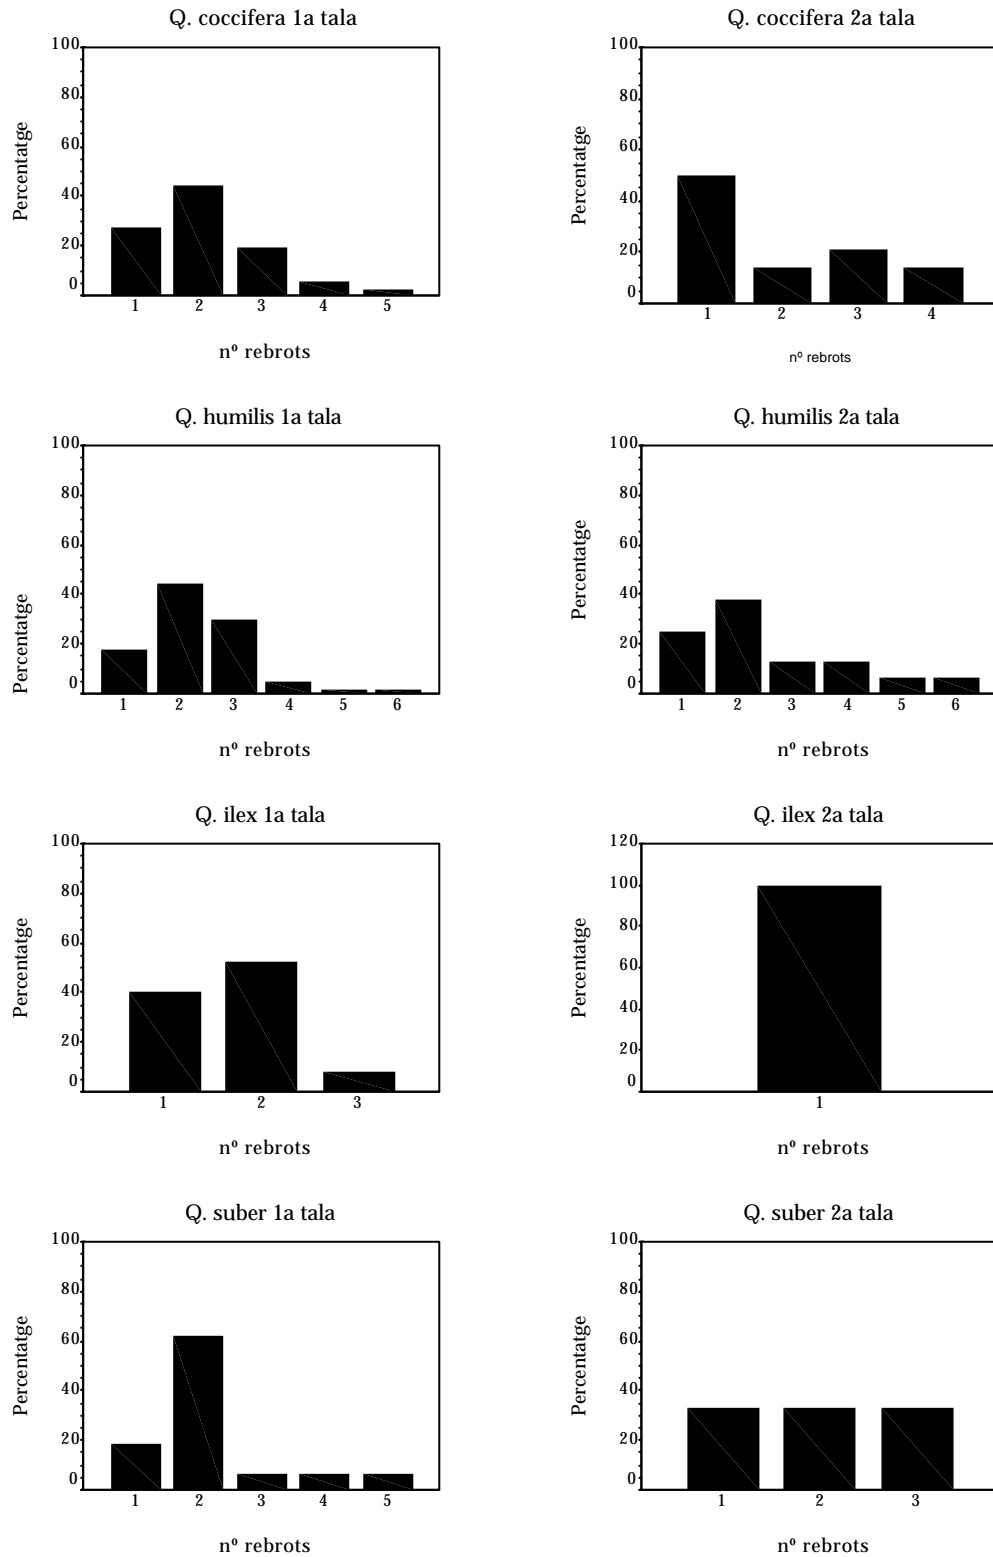 Q. coccifera 1a tala
Percentatge
100
80
60
40
20
0
1 2 3 4 5
nº rebrots
Q. coccifera 2a tala
Percentatge
100
80
60
40
20
0
1 2 3 4
nº rebrots
Q. humilis 1a tala
Percentatge
100
80
60
40
20
0
1 2 3 4 5 6
nº rebrots
Q. humilis 2a tala
Percentatge
100
80
60
40
20
0
1 2 3 4 5 6
nº rebrots
Q. ilex 1a tala
Percentatge
100
80
60
40
20
0
1 2 3
nº rebrots
Q. ilex 2a tala
Percentatge
120
100
80
60
40
20
0
1
nº rebrots
Q. suber 1a tala
Percentatge
100
80
60
40
20
0
1 2 3 4 5
nº rebrots
Q. suber 2a tala
Percentatge
100
80
60
40
20
0
1 2 3
nº rebrots